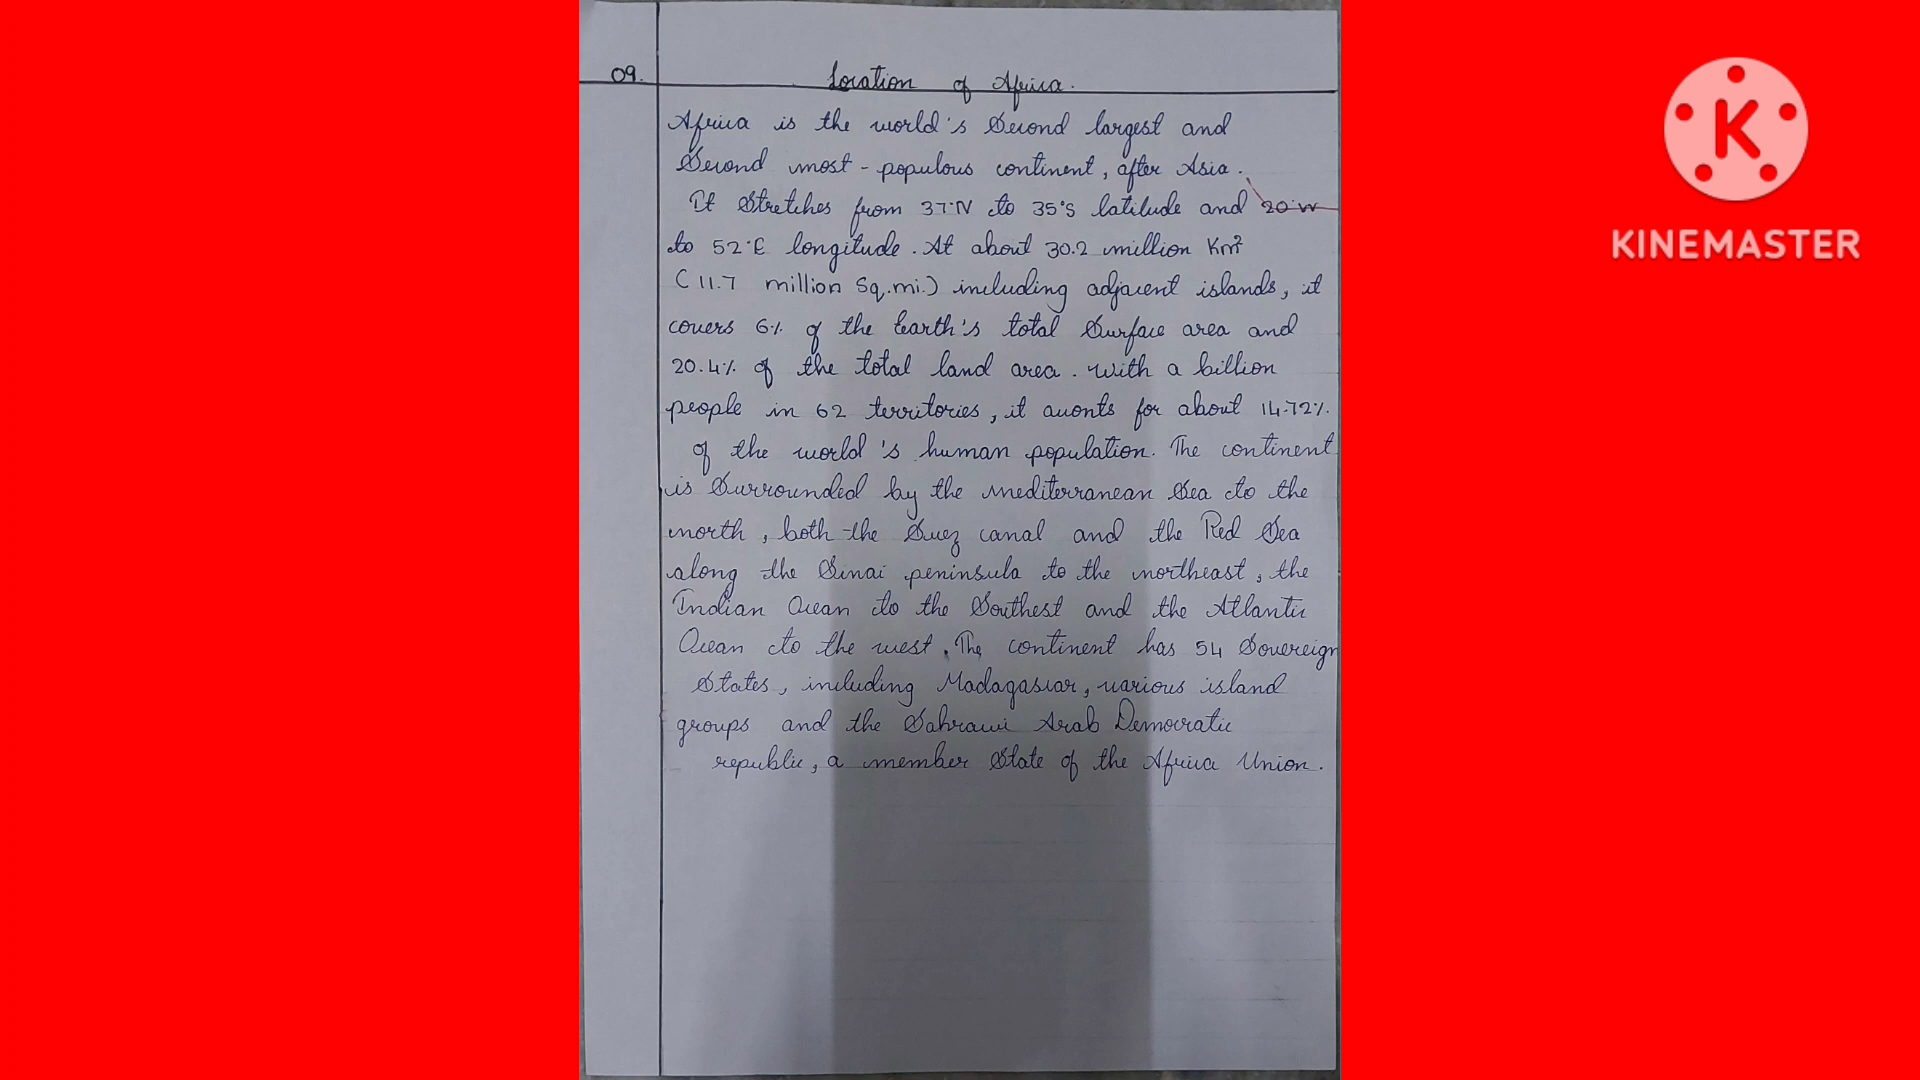 09. Location of Africa.
Africa is the world's Second largest and
Second most-populous continent, after Asia.
It Stretches from 37°N to 35°S latitude and 20°W
to 52°E longitude. At about 30.2 million Km²
(11.7 million Sq.mi.) including adjacent islands, it
covers 6% of the Earth's total Surface area and
20.4% of the total land area. With a billion
people in 62 territories, it auonts for about 14.72%.
of the world's human population. The continent
is Surrounded by the mediterranean Sea to the
north, both the Suez canal and the Red Sea
along the Sinai peninsula to the northeast, the
Indian Ocean to the Southest and the Atlantic
Ocean to the west. The continent has 54 Sovereign
States, including Madagascar, various island
groups and the Sahrawi Arab Democratic
republic, a member State of the Africa Union.
K
KINEMASTER